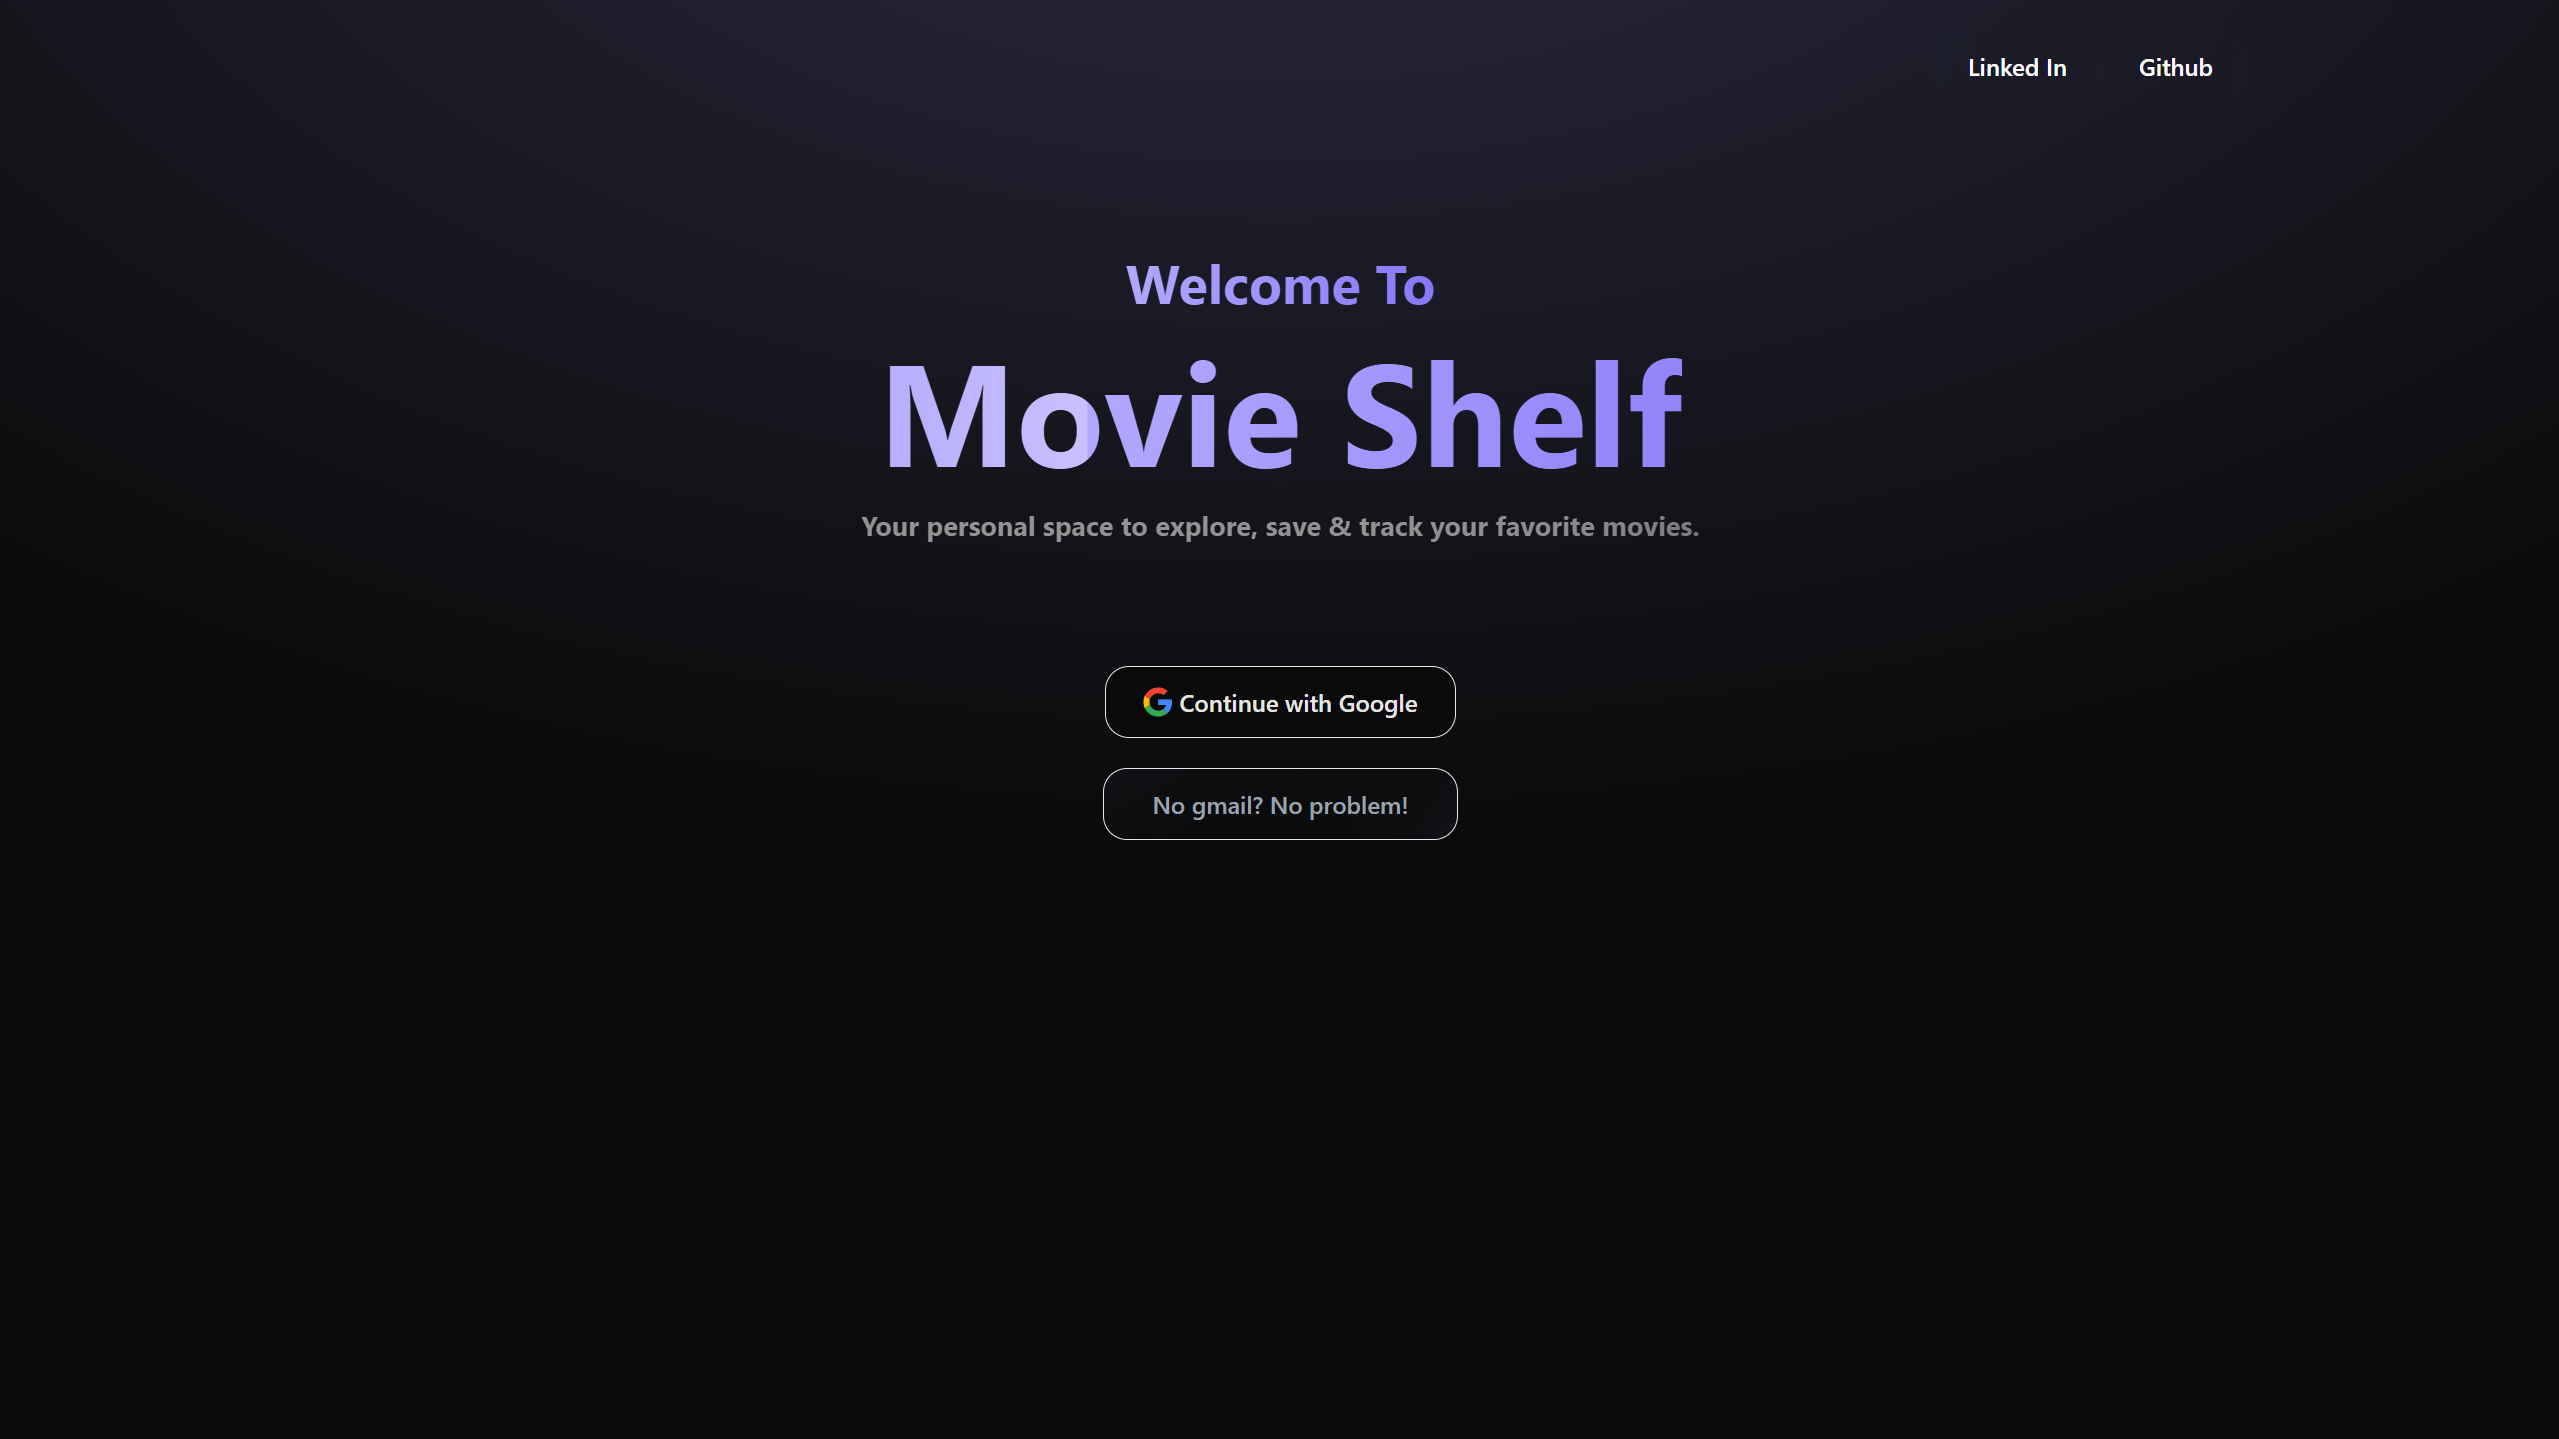 Linked In
Github
Welcome To
Movie Shelf
Your personal space to explore, save & track your favorite movies.
Continue with Google
No gmail? No problem!